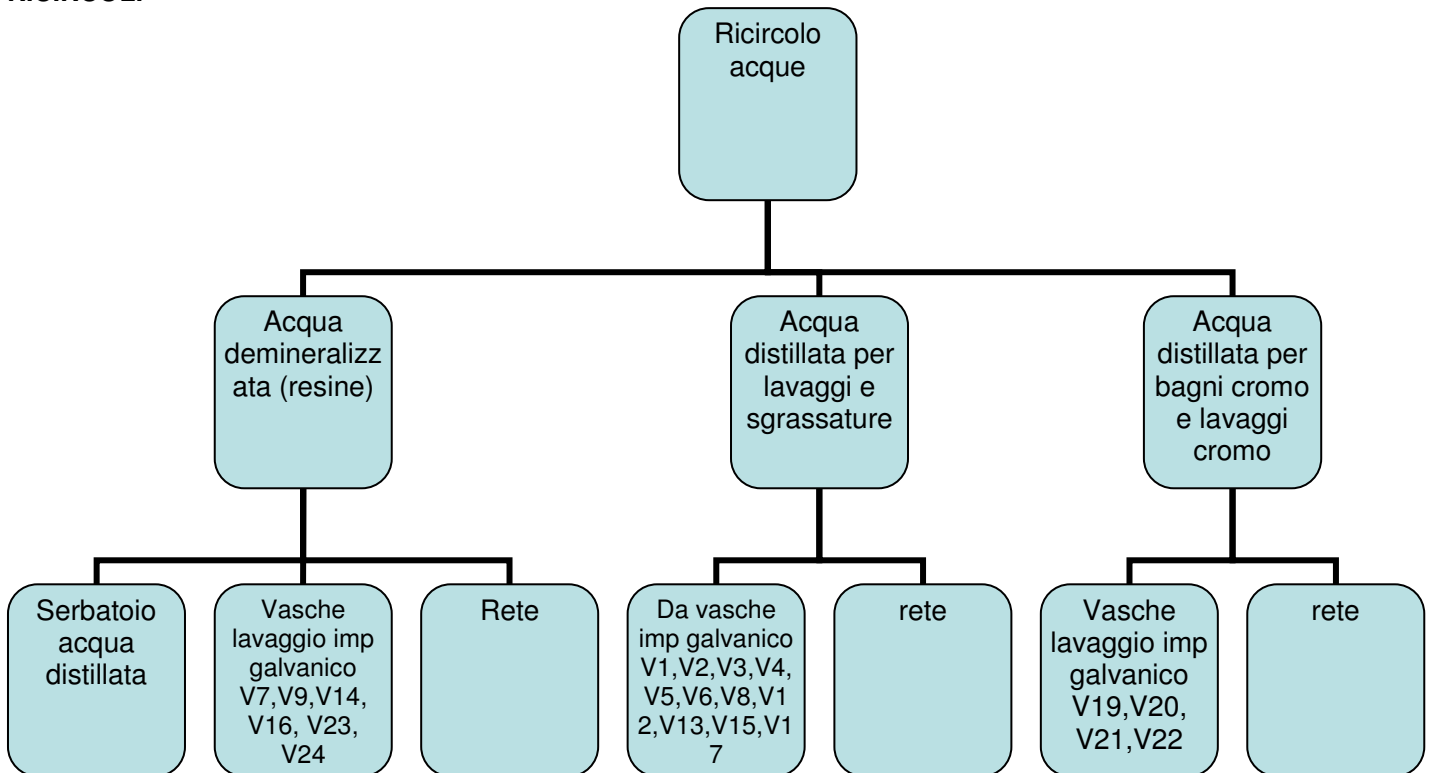 Ricircolo
acque
Acqua
demineralizz
ata (resine)
Acqua
distillata per
lavaggi e
sgrassature
Acqua
distillata per
bagni cromo
e lavaggi
cromo
Serbatoio
acqua
distillata
Vasche
lavaggio imp
galvanico
V7,V9,V14,
V16, V23,
V24
Rete
Da vasche
imp galvanico
V1,V2,V3,V4,
V5,V6,V8,V1
2,V13,V15,V1
7
rete
Vasche
lavaggio imp
galvanico
V19,V20,
V21,V22
rete